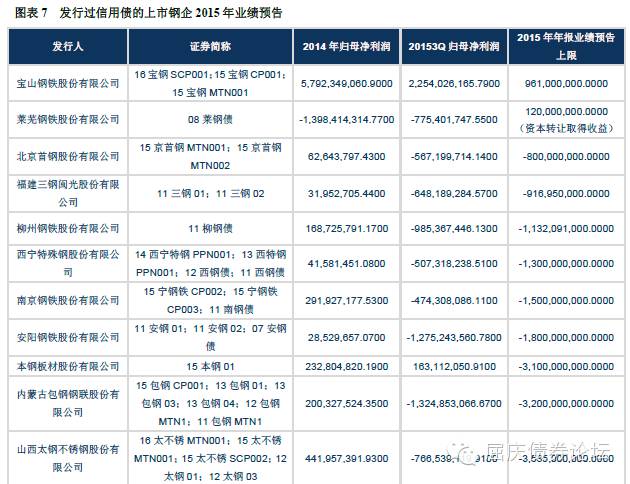 图表 7 发行过信用债的上市钢企 2015 年业绩预告
发行人 证券简称 2014 年归母净利润 20153Q 归母净利润 2015 年年报业绩预告
上限
宝山钢铁股份有限公司 16 宝钢 SCP001；15 宝钢 CP001；
15 宝钢 MTN001 5,792,349,060.9000 2,254,026,165.7900 961,000,000.0000
莱芜钢铁股份有限公司 08 莱钢债 -1,398,414,314.7700 -775,401,747.5500 120,000,000.0000
（资本转让取得收益）
北京首钢股份有限公司 15 京首钢 MTN001；15 京首钢
MTN002 62,643,797.4300 -567,199,714.1400 -800,000,000.0000
福建三钢闽光股份有限公司 11 三钢 01；11 三钢 02 31,952,705.4400 -648,189,284.5700 -916,950,000.0000
柳州钢铁股份有限公司 11 柳钢债 168,725,791.1700 -985,367,446.1300 -1,132,091,000.0000
西宁特殊钢股份有限公司 14 西宁特钢 PPN001；13 西特钢
PPN001；12 西钢债；11 西钢债 41,581,451.0800 -507,318,238.5100 -1,300,000,000.0000
南京钢铁股份有限公司 15 宁钢铁 CP002；15 宁钢铁
CP003；11 南钢债 291,927,177.5300 -474,308,086.1100 -1,500,000,000.0000
安阳钢铁股份有限公司 11 安钢 01；11 安钢 02；07 安钢
债 28,529,657.0700 -1,275,243,560.7800 -1,800,000,000.0000
本钢板材股份有限公司 15 本钢 01 232,804,820.1900 163,112,050.9100 -3,100,000,000.0000
内蒙古包钢钢联股份有限公司 15 包钢 CP001；13 包钢 01；13
包钢 03；13 包钢 04；12 包钢
MTN1；11 包钢 MTN1 200,327,524.3500 -1,324,853,066.6700 -3,200,000,000.0000
山西太钢不锈钢股份有限公司 16 太不锈 MTN001；15 太不锈
MTN001；15 太不锈 SCP002；12
太钢 01；12 太钢 03 441,957,391.9300
屈庆债券论坛